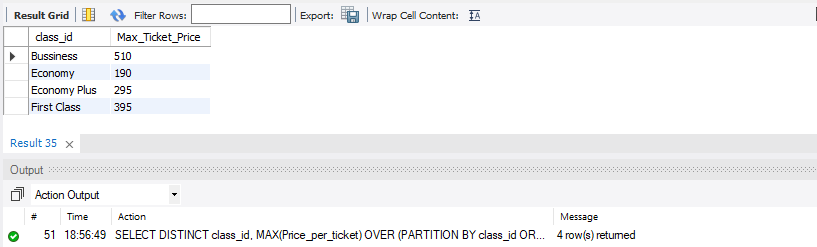 Result Grid Filter Rows: Export: Wrap Cell Content:
class_id Max_Ticket_Price
Bussiness 510
Economy 190
Economy Plus 295
First Class 395
Result 35
Output
Action Output
# Time Action Message
51 18:56:49 SELECT DISTINCT class_id, MAX(Price_per_ticket) OVER (PARTITION BY class_id OR... 4 row(s) returned